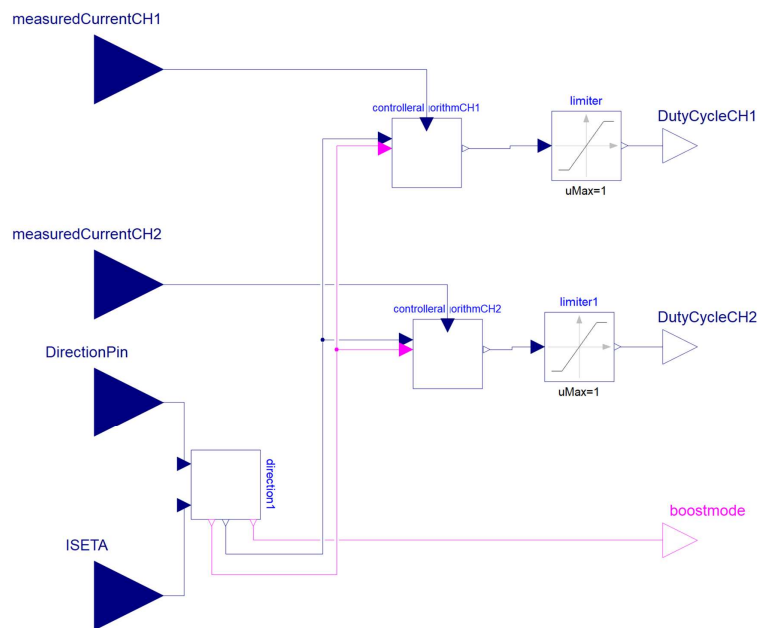 measuredCurrentCH1
controlleralgorithmCH1
limiter
DutyCycleCH1
uMax=1
measuredCurrentCH2
controlleralgorithmCH2
limiter1
DutyCycleCH2
uMax=1
DirectionPin
direction1
boostmode
ISETA